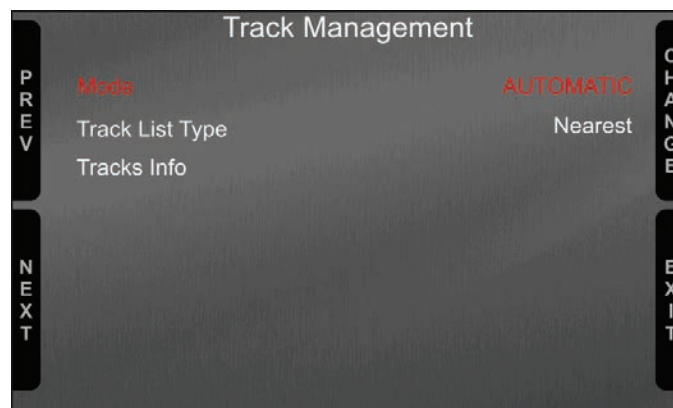 Track Management
PREV
CHANGE
Mode AUTOMATIC
Track List Type Nearest
Tracks Info
NEXT
EXIT